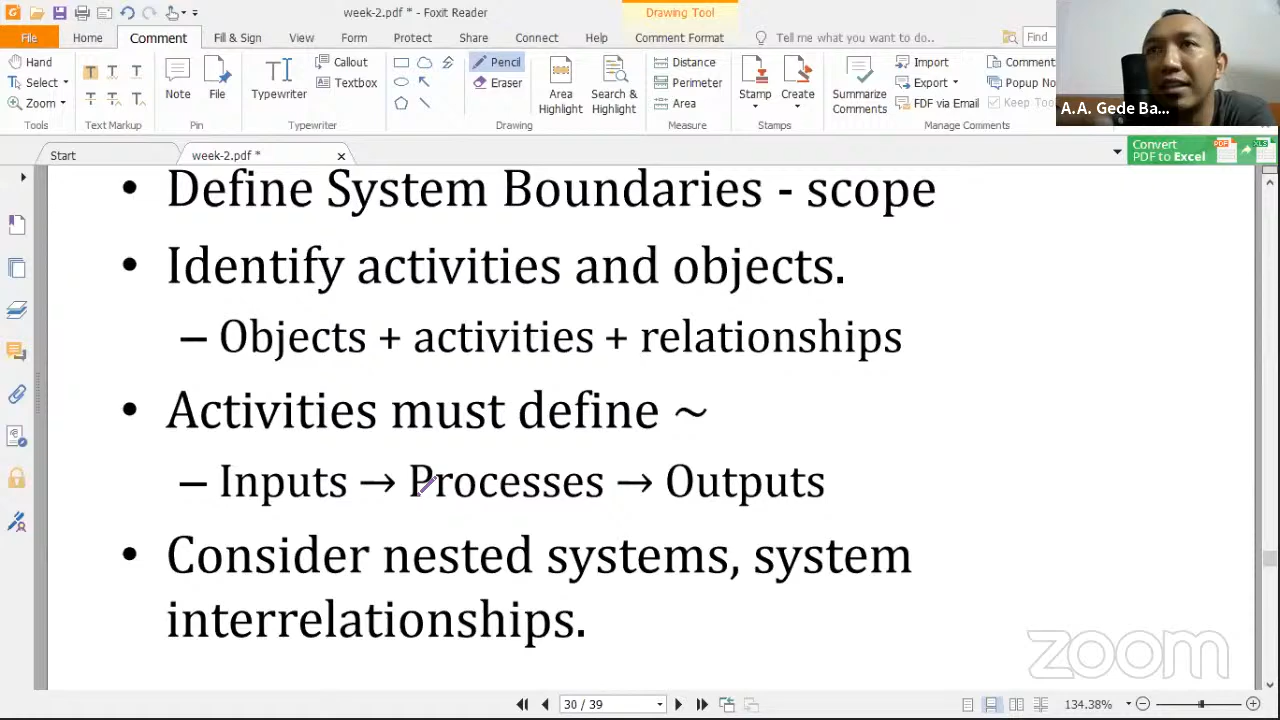 week-2.pdf * - Foxit Reader
Drawing Tool
File Home Comment Fill & Sign View Form Protect Share Connect Help Comment Format Tell me what you want to do.. Find
Hand
Select
Zoom
Tools
Text Markup
Note
File
Pin
Typewriter
Callout
Textbox
Typewriter
Pencil
Eraser
Drawing
Area Highlight
Search & Highlight
Distance
Perimeter
Area
Measure
Stamp
Create
Stamps
Summarize Comments
Import
Export
FDF via Email
Comment
Popup No
Keep Too
Manage Comments
A.A. Gede Ba...
Start
week-2.pdf *
Convert
PDF to Excel
• Define System Boundaries - scope
• Identify activities and objects.
– Objects + activities + relationships
• Activities must define ~
– Inputs → Processes → Outputs
• Consider nested systems, system
interrelationships.
zoom
30 / 39
134.38%